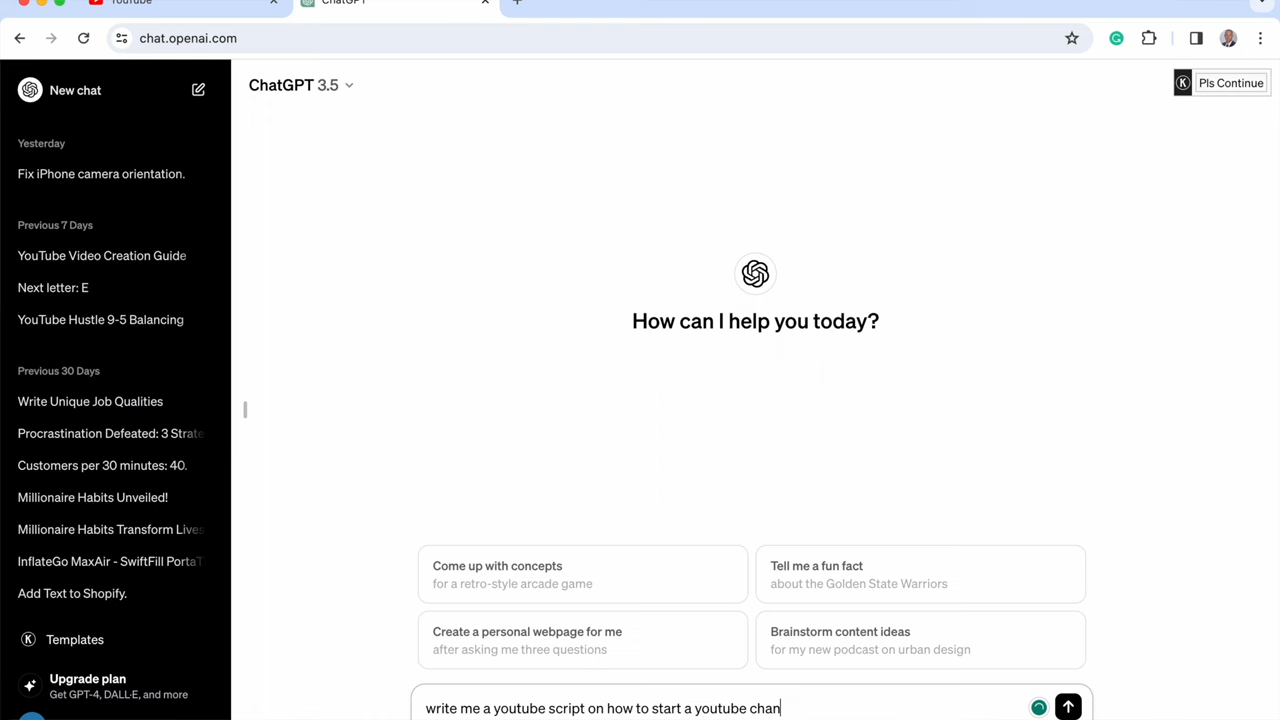 YouTube
ChatGPT
chat.openai.com
New chat
ChatGPT 3.5
Pls Continue
Yesterday
Fix iPhone camera orientation.
Previous 7 Days
YouTube Video Creation Guide
Next letter: E
YouTube Hustle 9-5 Balancing
How can I help you today?
Previous 30 Days
Write Unique Job Qualities
Procrastination Defeated: 3 Strate
Customers per 30 minutes: 40.
Millionaire Habits Unveiled!
Millionaire Habits Transform Lives
InflateGo MaxAir - SwiftFill PortaT
Add Text to Shopify.
Templates
Upgrade plan
Get GPT-4, DALL·E, and more
Come up with concepts
for a retro-style arcade game
Tell me a fun fact
about the Golden State Warriors
Create a personal webpage for me
after asking me three questions
Brainstorm content ideas
for my new podcast on urban design
write me a youtube script on how to start a youtube chan